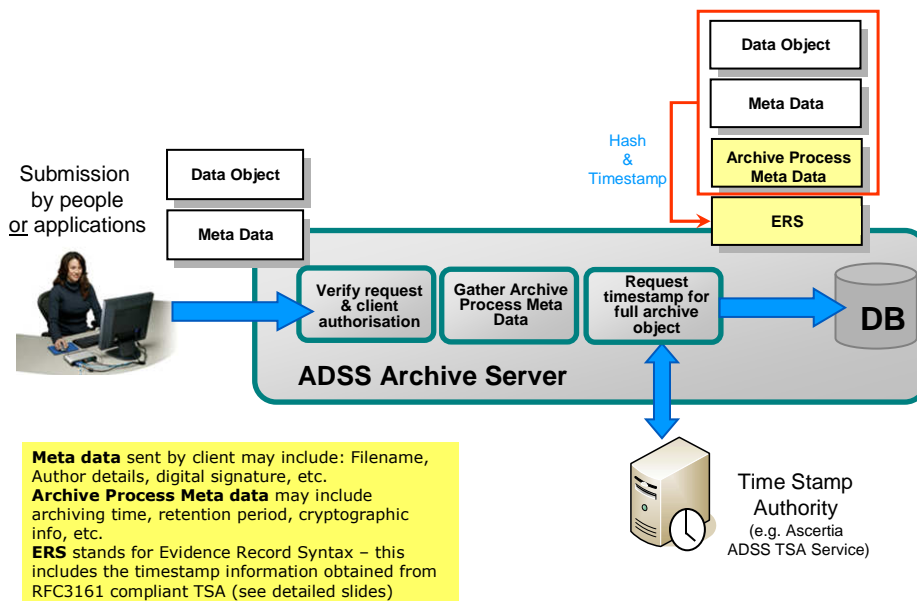 Data Object
Meta Data
Archive Process
Meta Data
ERS
Hash
&
Timestamp
Submission
by people
or applications
Data Object
Meta Data
Verify request
& client
authorisation
Gather Archive
Process Meta
Data
Request
timestamp for
full archive
object
DB
ADSS Archive Server
Meta data sent by client may include: Filename,
Author details, digital signature, etc.
Archive Process Meta data may include
archiving time, retention period, cryptographic
info, etc.
ERS stands for Evidence Record Syntax – this
includes the timestamp information obtained from
RFC3161 compliant TSA (see detailed slides)
Time Stamp
Authority
(e.g. Ascertia
ADSS TSA Service)